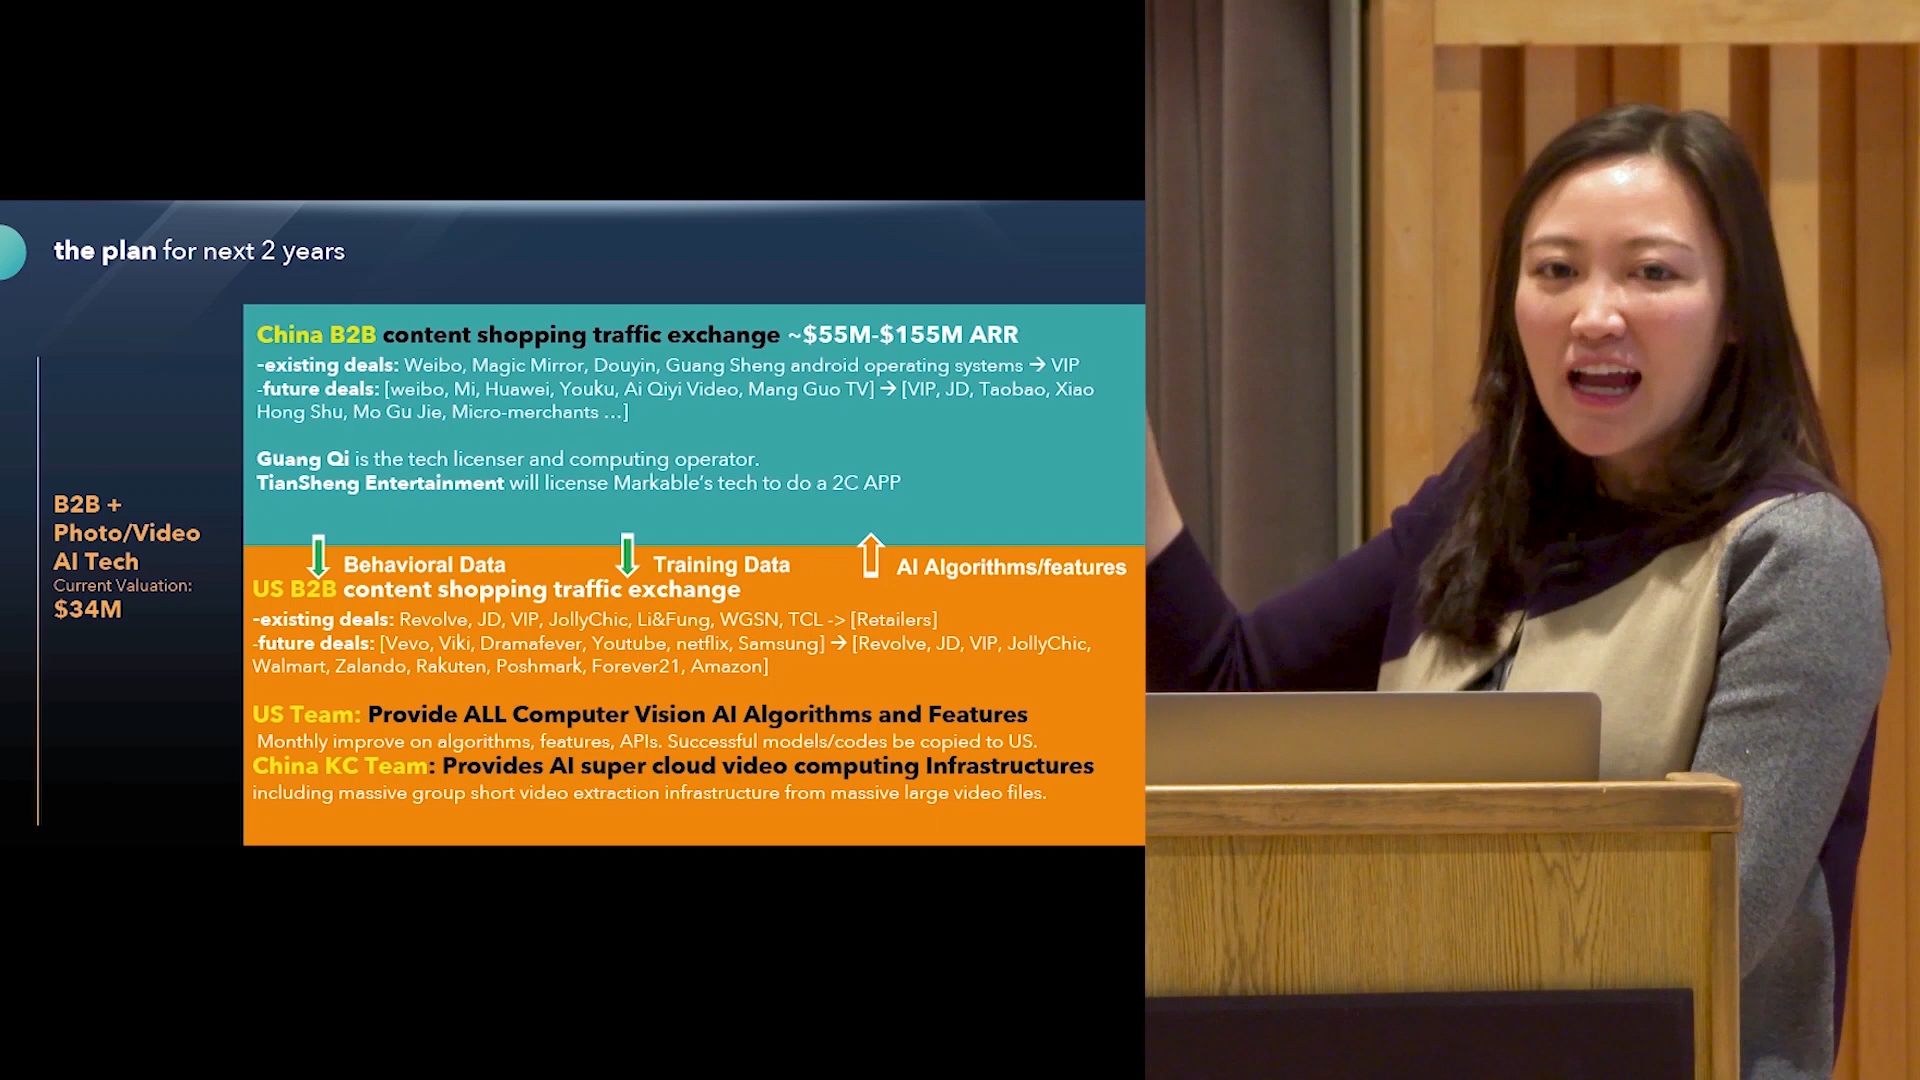 the plan for next 2 years
China B2B content shopping traffic exchange ~$55M-$155M ARR
-existing deals: Weibo, Magic Mirror, Douyin, Guang Sheng android operating systems → VIP
-future deals: [weibo, Mi, Huawei, Youku, Ai Qiyi Video, Mang Guo TV] → [VIP, JD, Taobao, Xiao
Hong Shu, Mo Gu Jie, Micro-merchants ...]
Guang Qi is the tech licenser and computing operator.
TianSheng Entertainment will license Markable's tech to do a 2C APP
B2B +
Photo/Video
AI Tech
Current Valuation:
$34M
Behavioral Data
Training Data
AI Algorithms/features
US B2B content shopping traffic exchange
-existing deals: Revolve, JD, VIP, JollyChic, Li&Fung, WGSN, TCL -> [Retailers]
-future deals: [Vevo, Viki, Dramafever, Youtube, netflix, Samsung] → [Revolve, JD, VIP, JollyChic,
Walmart, Zalando, Rakuten, Poshmark, Forever21, Amazon]
US Team: Provide ALL Computer Vision AI Algorithms and Features
Monthly improve on algorithms, features, APIs. Successful models/codes be copied to US.
China KC Team: Provides AI super cloud video computing Infrastructures
including massive group short video extraction infrastructure from massive large video files.